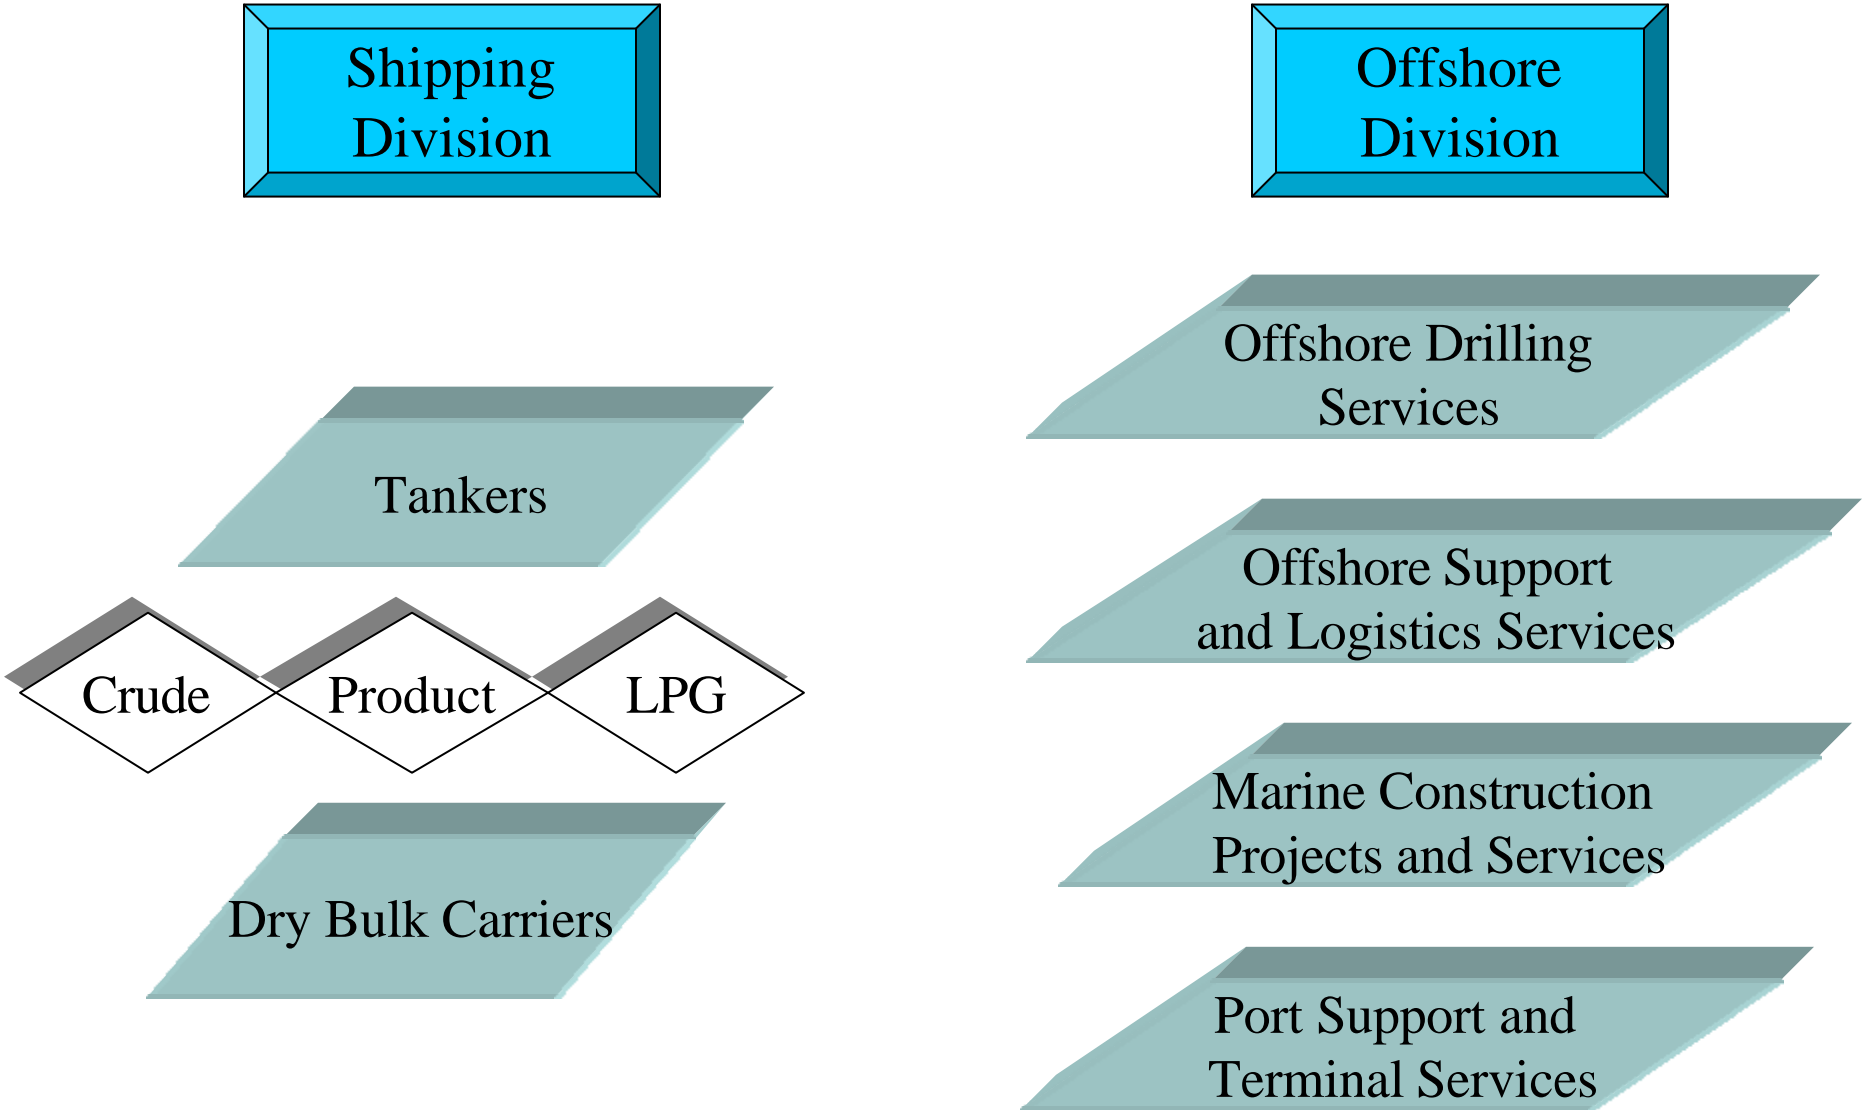 Shipping
Division
Tankers
Crude
Product
LPG
Dry Bulk Carriers
Offshore
Division
Offshore Drilling
Services
Offshore Support
and Logistics Services
Marine Construction
Projects and Services
Port Support and
Terminal Services